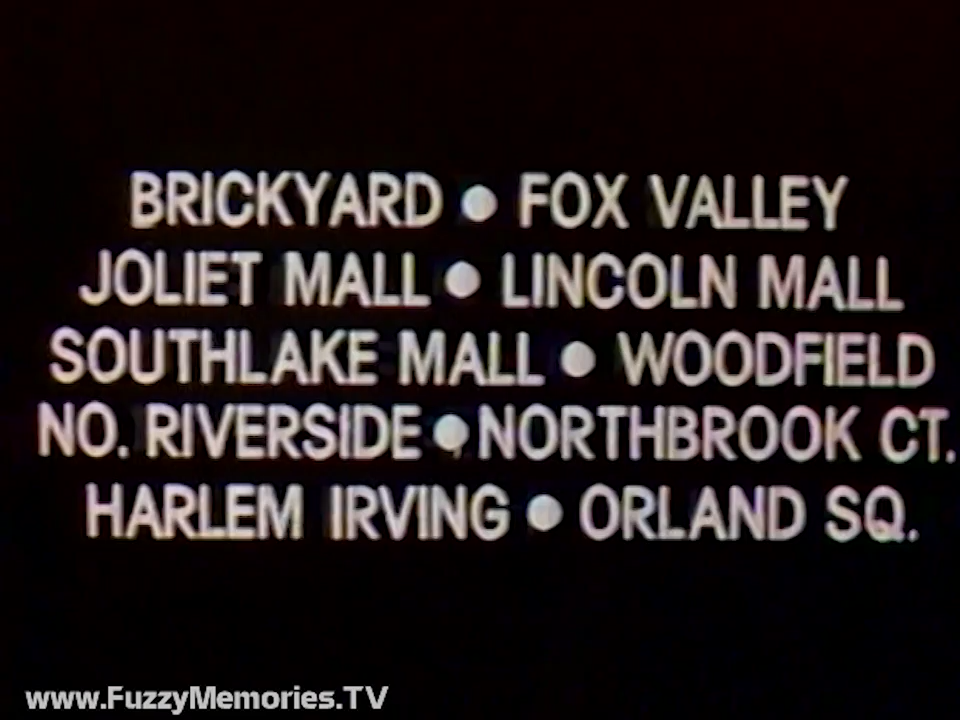 BRICKYARD • FOX VALLEY
JOLIET MALL • LINCOLN MALL
SOUTHLAKE MALL • WOODFIELD
NO. RIVERSIDE • NORTHBROOK CT.
HARLEM IRVING • ORLAND SQ.
www.FuzzyMemories.TV